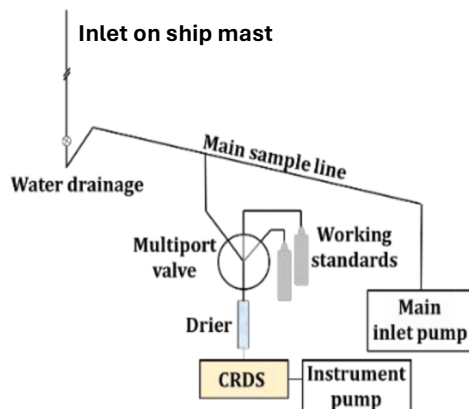 Inlet on ship mast
Main sample line
Water drainage
Multiport
valve
Working
standards
Drier
Main
inlet pump
CRDS
Instrument
pump